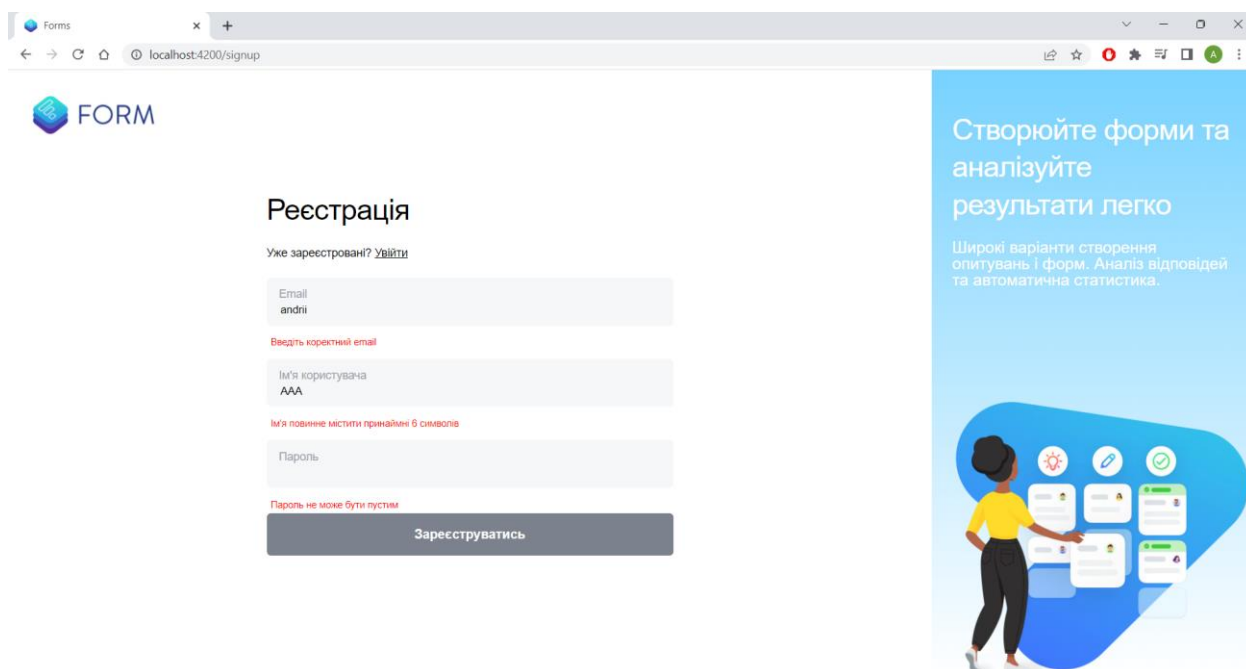 Forms
localhost:4200/signup
A
FORM
Реєстрація
Уже зареєстровані? Увійти
Email
andrii
Введіть коректний email
Ім'я користувача
AAA
Ім'я повинне містити принаймні 6 символів
Пароль
Пароль не може бути пустим
Зареєструватись
Створюйте форми та
аналізуйте
результати легко
Широкі варіанти створення
опитувань і форм. Аналіз відповідей
та автоматична статистика.